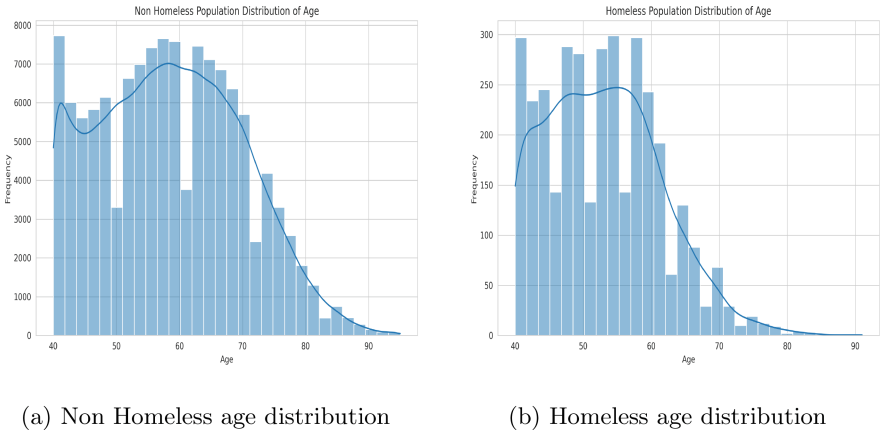 Non Homeless Population Distribution of Age
8000
7000
6000
5000
4000
3000
2000
1000
0
Frequency
40 50 60 70 80 90
Age
(a) Non Homeless age distribution
Homeless Population Distribution of Age
300
250
200
150
100
50
0
Frequency
40 50 60 70 80 90
Age
(b) Homeless age distribution